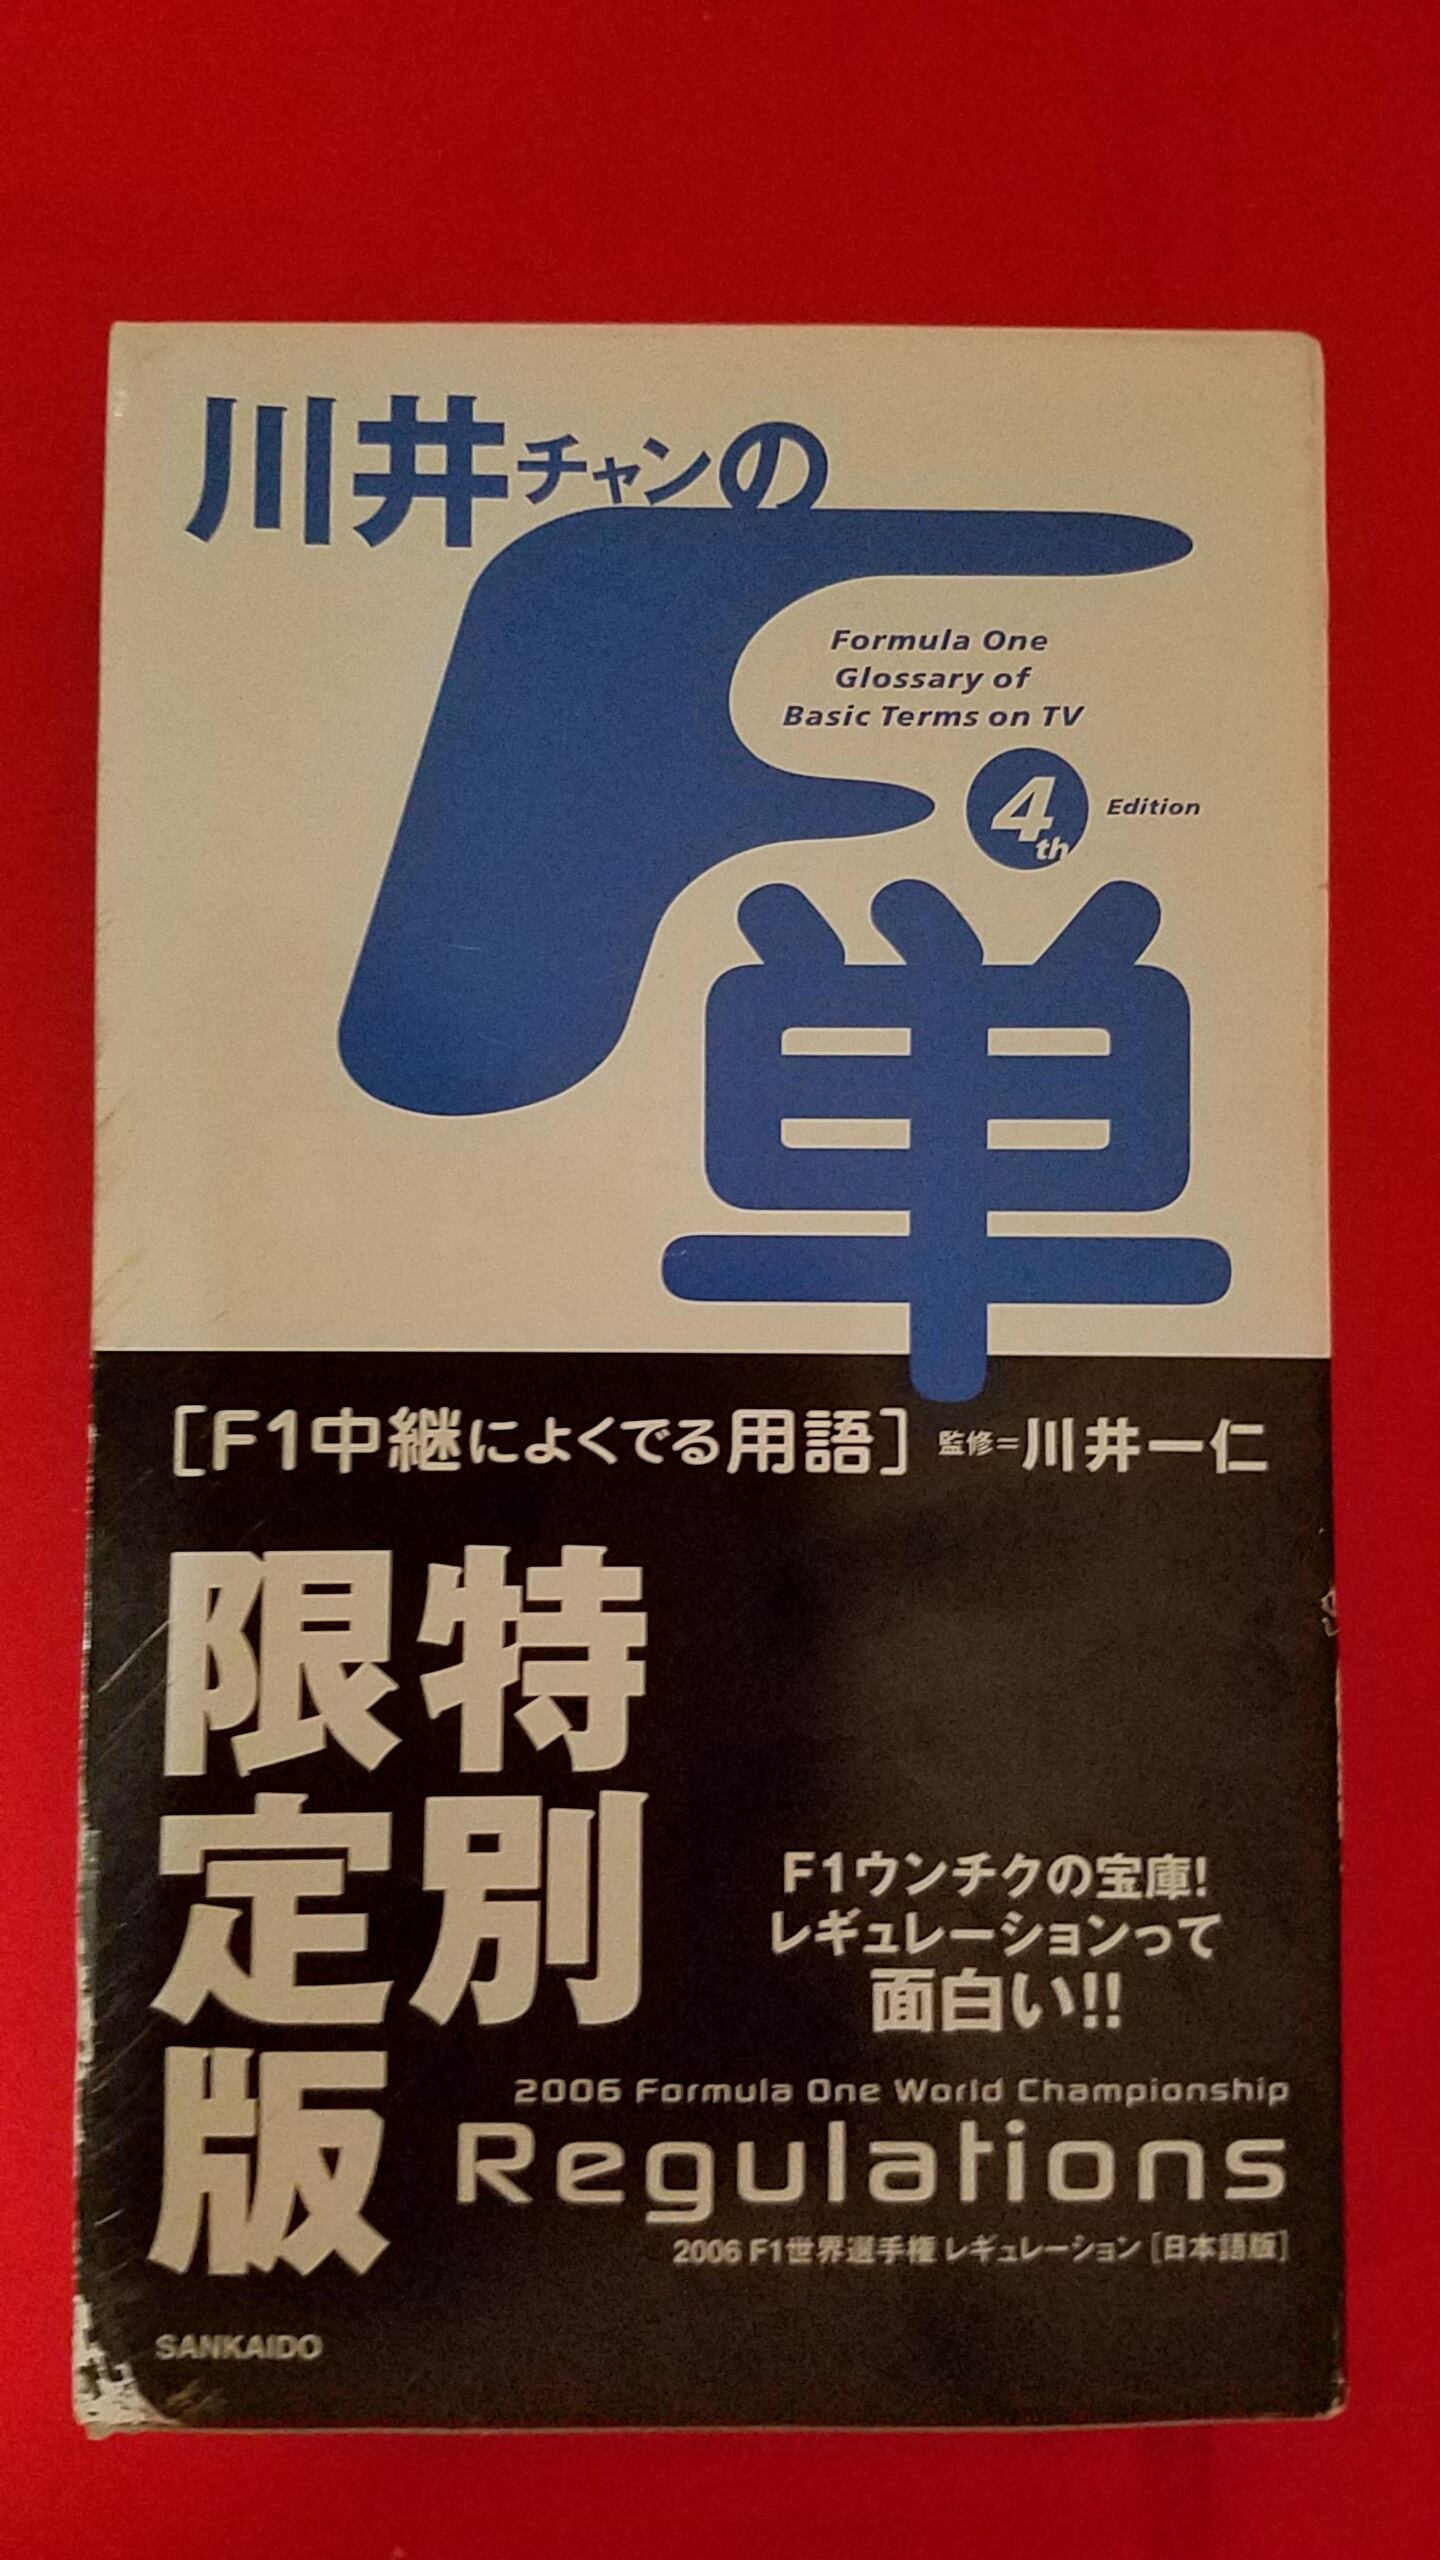 川井チャンの
F単
Formula One
Glossary of
Basic Terms on TV
4th Edition
[F1中継によくでる用語] 監修=川井一仁
特別
限定版
F1ウンチクの宝庫!
レギュレーションって
面白い!!
2006 Formula One World Championship
Regulations
2006 F1世界選手権 レギュレーション [日本語版]
SANKAIDO